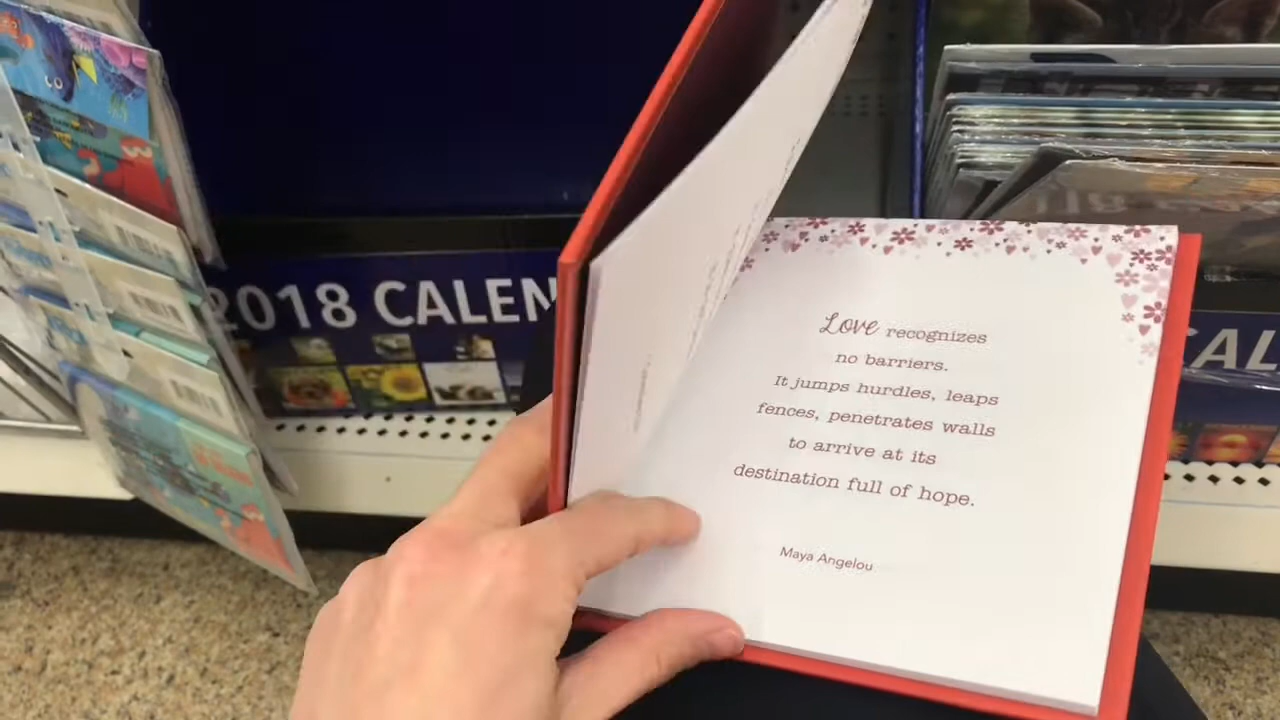 2018 CALEN
Love recognizes
no barriers.
It jumps hurdles, leaps
fences, penetrates walls
to arrive at its
destination full of hope.
Maya Angelou
CAL